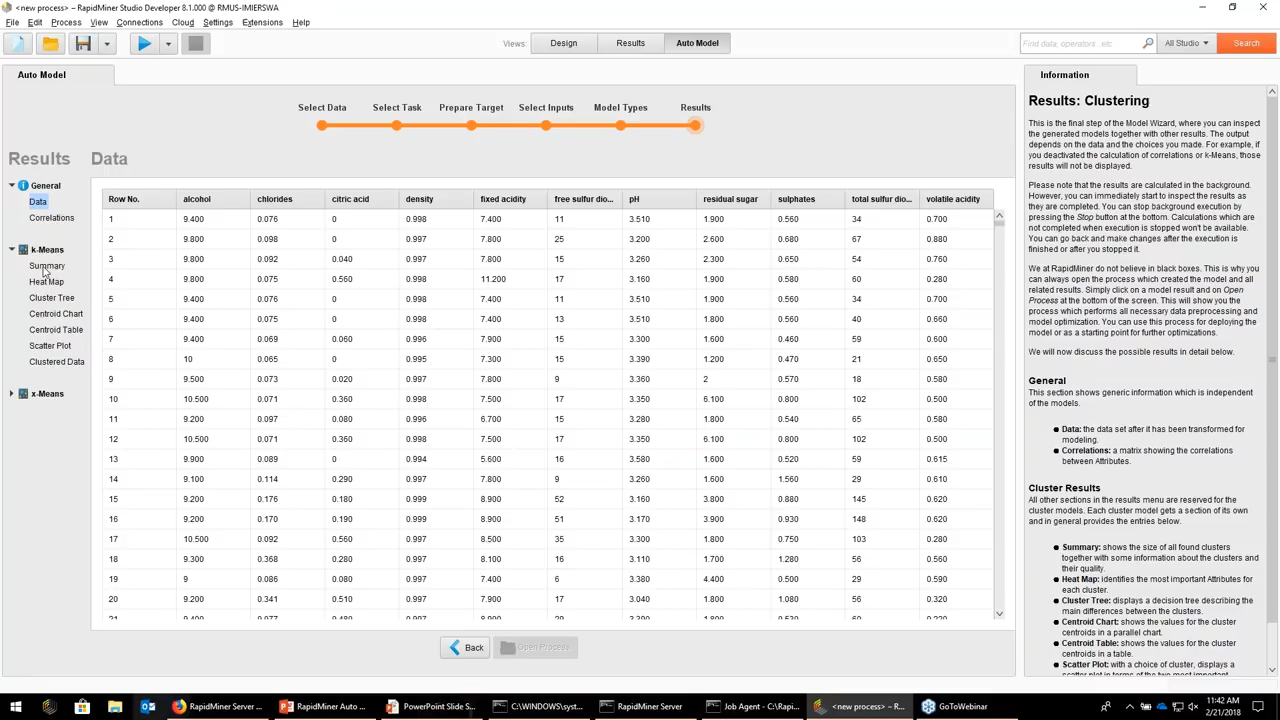 <new process> – RapidMiner Studio Developer 8.1.000 @ RMUS-IMIERSWA
File Edit Process View Connections Cloud Settings Extensions Help
Views: Design Results Auto Model
Find data, operators...etc
All Studio ▾ Search
Auto Model
Select Data Select Task Prepare Target Select Inputs Model Types Results
Results
General
Data
Correlations
k-Means
Summary
Heat Map
Cluster Tree
Centroid Chart
Centroid Table
Scatter Plot
Clustered Data
x-Means
Data
Row No. alcohol chlorides citric acid density fixed acidity free sulfur dio... pH residual sugar sulphates total sulfur dio... volatile acidity
1 9.400 0.076 0 0.998 7.400 11 3.510 1.900 0.560 34 0.700
2 9.800 0.098 0 0.997 7.800 25 3.200 2.600 0.680 67 0.880
3 9.800 0.092 0.040 0.997 7.800 15 3.260 2.300 0.650 54 0.760
4 9.800 0.075 0.560 0.998 11.200 17 3.160 1.900 0.580 60 0.280
5 9.400 0.076 0 0.998 7.400 11 3.510 1.900 0.560 34 0.700
6 9.400 0.075 0 0.998 7.400 13 3.510 1.800 0.560 40 0.660
7 9.400 0.069 0.060 0.996 7.900 15 3.300 1.600 0.460 59 0.600
8 10 0.065 0 0.995 7.300 15 3.390 1.200 0.470 21 0.650
9 9.500 0.073 0.020 0.997 7.800 9 3.360 2 0.570 18 0.580
10 10.500 0.071 0.360 0.998 7.500 17 3.350 6.100 0.800 102 0.500
11 9.200 0.097 0.080 0.996 6.700 15 3.280 1.800 0.540 65 0.580
12 10.500 0.071 0.360 0.998 7.500 17 3.350 6.100 0.800 102 0.500
13 9.900 0.089 0 0.994 5.600 16 3.580 1.600 0.520 59 0.615
14 9.100 0.114 0.290 0.997 7.800 9 3.260 1.600 1.560 29 0.610
15 9.200 0.176 0.180 0.999 8.900 52 3.160 3.800 0.880 145 0.620
16 9.200 0.170 0.190 0.999 8.900 51 3.170 3.900 0.930 148 0.620
17 10.500 0.092 0.560 0.997 8.500 35 3.300 1.800 0.750 103 0.280
18 9.300 0.368 0.280 0.997 8.100 16 3.110 1.700 1.280 56 0.560
19 9 0.086 0.080 0.997 7.400 6 3.380 4.400 0.500 29 0.590
20 9.200 0.341 0.510 0.997 7.900 17 3.040 1.800 1.080 56 0.320
Back Open Process
Information
Results: Clustering
This is the final step of the Model Wizard, where you can inspect
the generated models together with other results. The output
depends on the data and the choices you made. For example, if
you deactivated the calculation of correlations or k-Means, those
results will not be displayed.
Please note that the results are calculated in the background.
However, you can immediately start to inspect the results as
they are completed. You can stop background execution by
pressing the Stop button at the bottom. Calculations which are
not completed when execution is stopped won't be available.
You can go back and make changes after the execution is
finished or after you stopped it.
We at RapidMiner do not believe in black boxes. This is why you
can always open the process which created the model and all
related results. Simply click on a model result and on Open
Process at the bottom of the screen. This will show you the
process which performs all necessary data preprocessing and
model optimization. You can use this process for deploying the
model or as a starting point for further optimizations.
We will now discuss the possible results in detail below.
General
This section shows generic information which is independent
of the models.
● Data: the data set after it has been transformed for
modeling.
● Correlations: a matrix showing the correlations
between Attributes.
Cluster Results
All other sections in the results menu are reserved for the
cluster models. Each cluster model gets a section of its own
and in general provides the entries below.
● Summary: shows the size of all found clusters
together with some information about the clusters and
their quality.
● Heat Map: identifies the most important Attributes for
each cluster.
● Cluster Tree: displays a decision tree describing the
main differences between the clusters.
● Centroid Chart: shows the values for the cluster
centroids in a parallel chart.
● Centroid Table: shows the values for the cluster
centroids in a table.
● Scatter Plot: with a choice of cluster, displays a
scatter plot in terms of the two most important
RapidMiner Server ... RapidMiner Auto ... PowerPoint Slide S... C:\WINDOWS\syst... RapidMiner Server Job Agent - C:\Rapi... <new process> – R... GoToWebinar
11:42 AM
2/21/2018